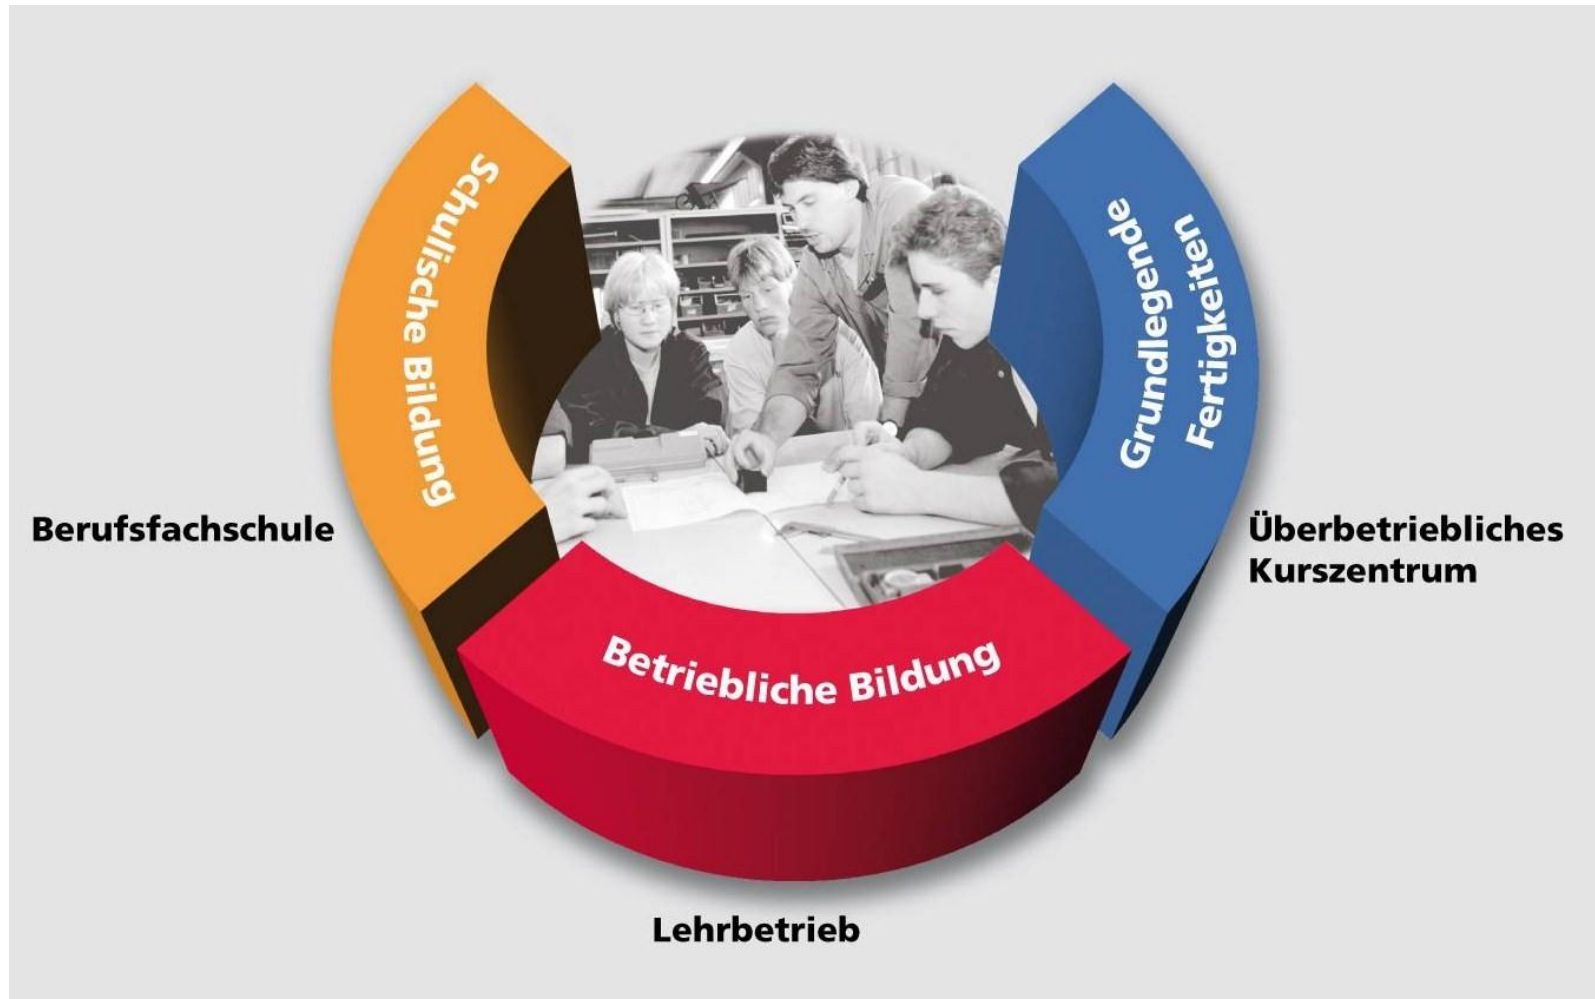 Schulische Bildung
Grundlegende
Fertigkeiten
Berufsfachschule
Überbetriebliches
Kurszentrum
Betriebliche Bildung
Lehrbetrieb